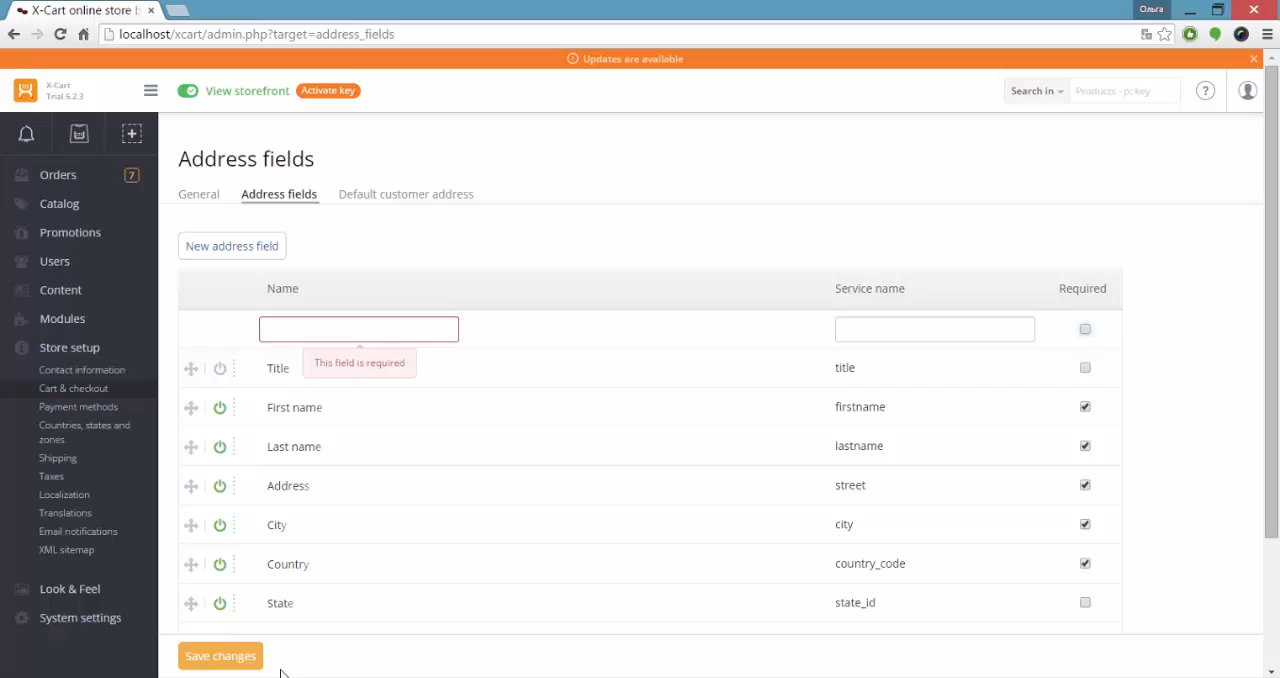 X-Cart online store b
Ольга
localhost/xcart/admin.php?target=address_fields
Updates are available
X-Cart
Trial 5.2.3
View storefront
Activate key
Search in
Products - p: key
?
Orders
7
Catalog
Promotions
Users
Content
Modules
Store setup
Contact information
Cart & checkout
Payment methods
Countries, states and
zones
Shipping
Taxes
Localization
Translations
Email notifications
XML sitemap
Look & Feel
System settings
Address fields
General Address fields Default customer address
New address field
Name Service name Required
This field is required
Title title
First name firstname
Last name lastname
Address street
City city
Country country_code
State state_id
Save changes